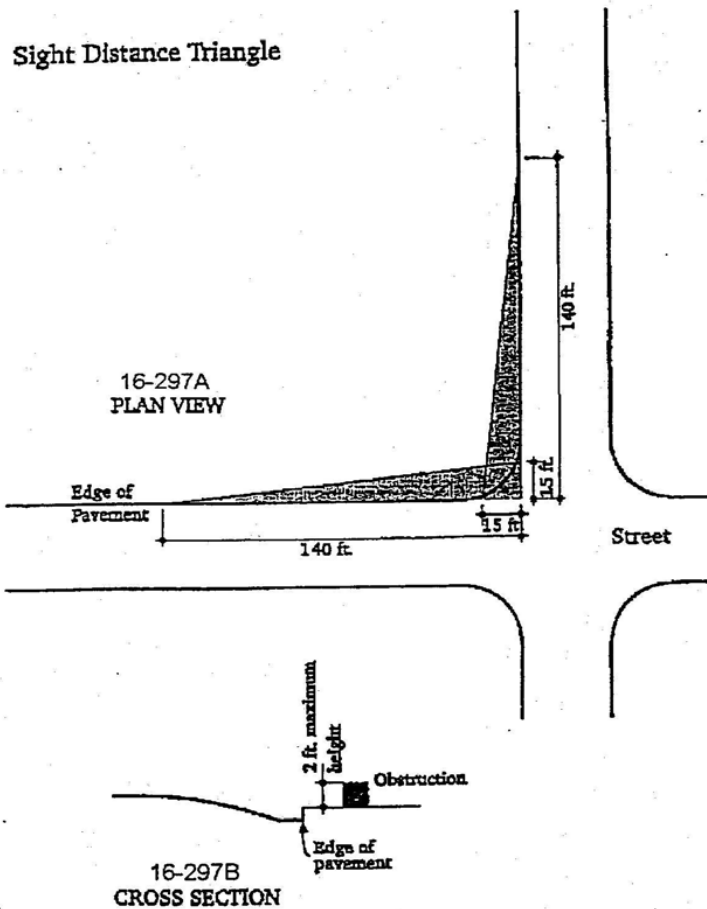 Sight Distance Triangle
140 ft.
16-297A
PLAN VIEW
15 ft.
Edge of
Pavement
15 ft
140 ft.
Street
2 ft. maximum
height
Obstruction
Edge of
pavement
16-297B
CROSS SECTION